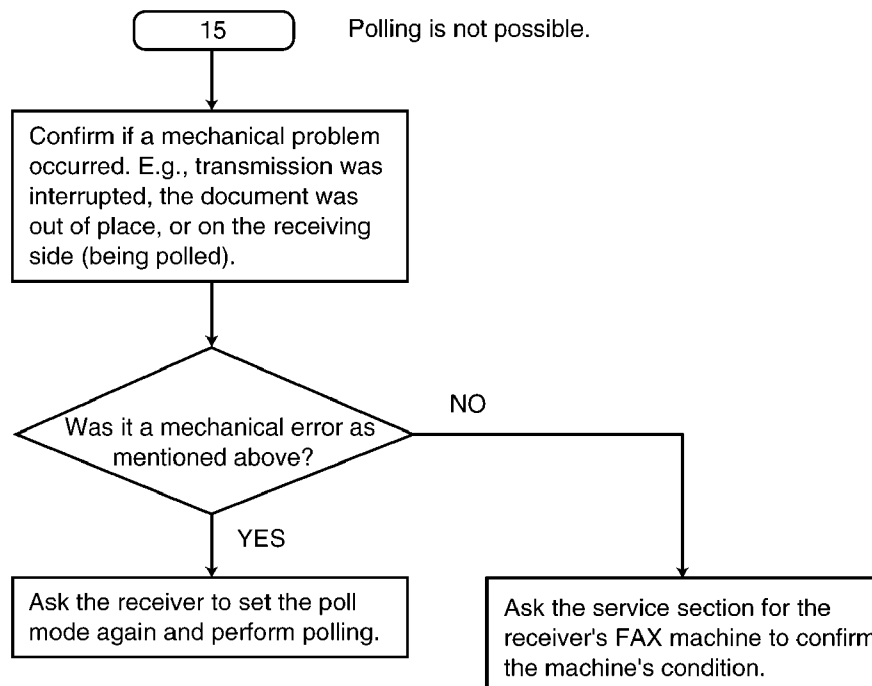 15
Polling is not possible.
Confirm if a mechanical problem
occurred. E.g., transmission was
interrupted, the document was
out of place, or on the receiving
side (being polled).
Was it a mechanical error as
mentioned above?
NO
YES
Ask the receiver to set the poll
mode again and perform polling.
Ask the service section for the
receiver's FAX machine to confirm
the machine's condition.